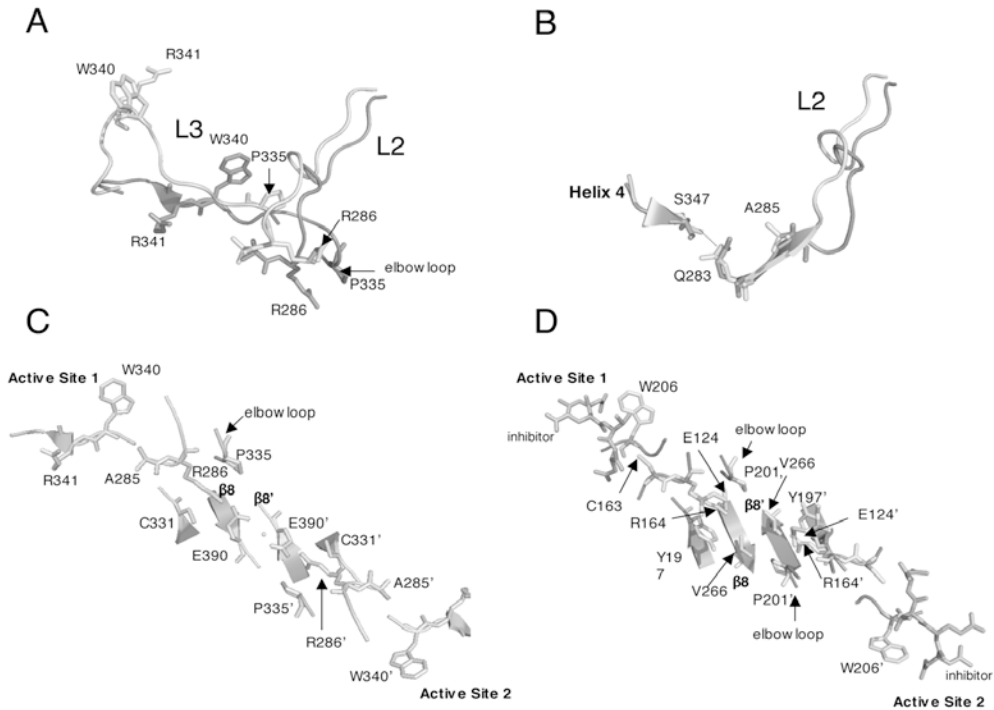 A
R341
W340
L3
W340
P335
L2
R286
elbow loop
P335
R341
R286
B
L2
Helix 4
S347
A285
Q283
C
Active Site 1
W340
elbow loop
P335
R341
A285
R286
β8
β8’
C331
E390’
C331’
E390
A285’
P335’
R286’
W340’
Active Site 2
D
Active Site 1
W206
inhibitor
E124
elbow loop
P201,
V266
C163
β8’
Y197’
R164
E124’
Y19
7
V266
β8
P201’
R164’
elbow loop
W206’
inhibitor
Active Site 2